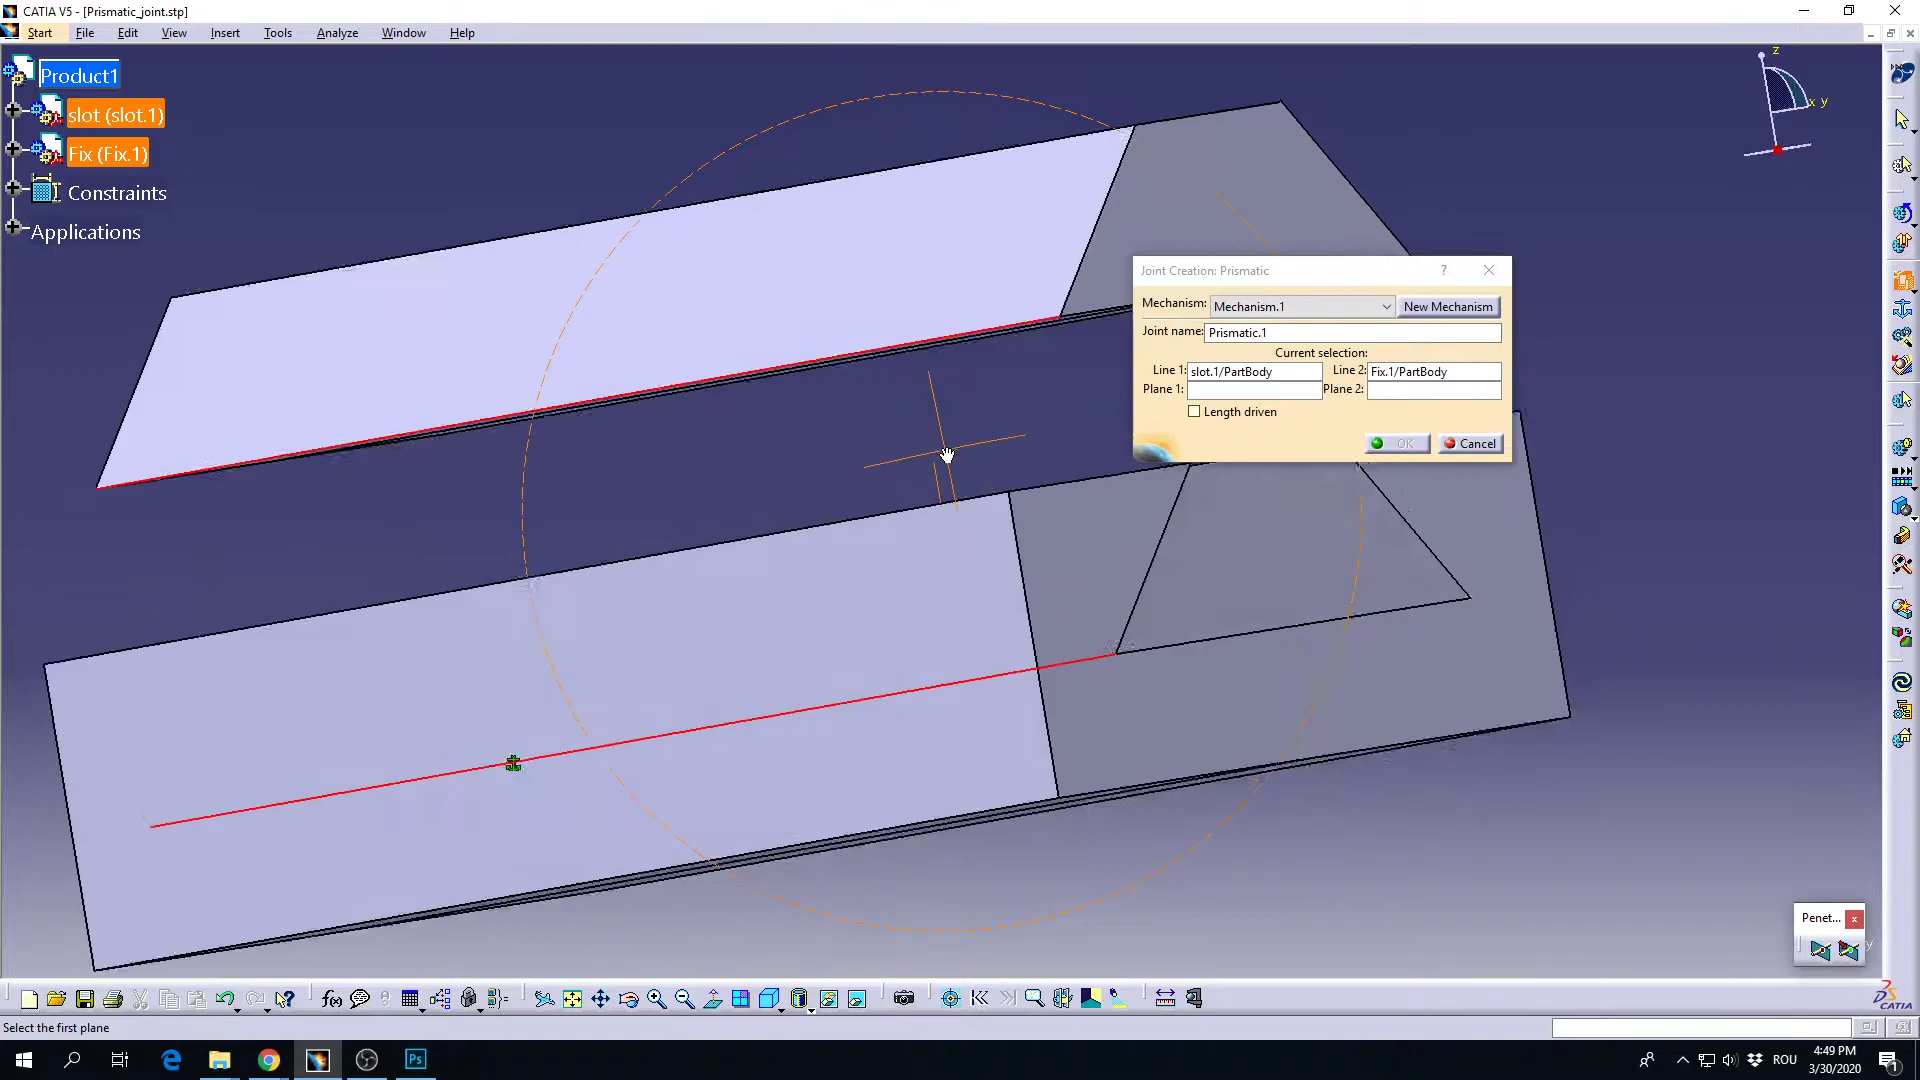 CATIA V5 - [Prismatic_joint.stp]
Start File Edit View Insert Tools Analyze Window Help
z
x y
Product1
slot (slot.1)
Fix (Fix.1)
Constraints
Applications
Joint Creation: Prismatic ?
Mechanism: Mechanism.1 New Mechanism
Joint name: Prismatic.1
Current selection:
Line 1: slot.1/PartBody Line 2: Fix.1/PartBody
Plane 1: Plane 2:
Length driven
OK Cancel
Penet... x
y
f(x)
CATIA
Select the first plane
Ps
ROU
4:49 PM
3/30/2020
1